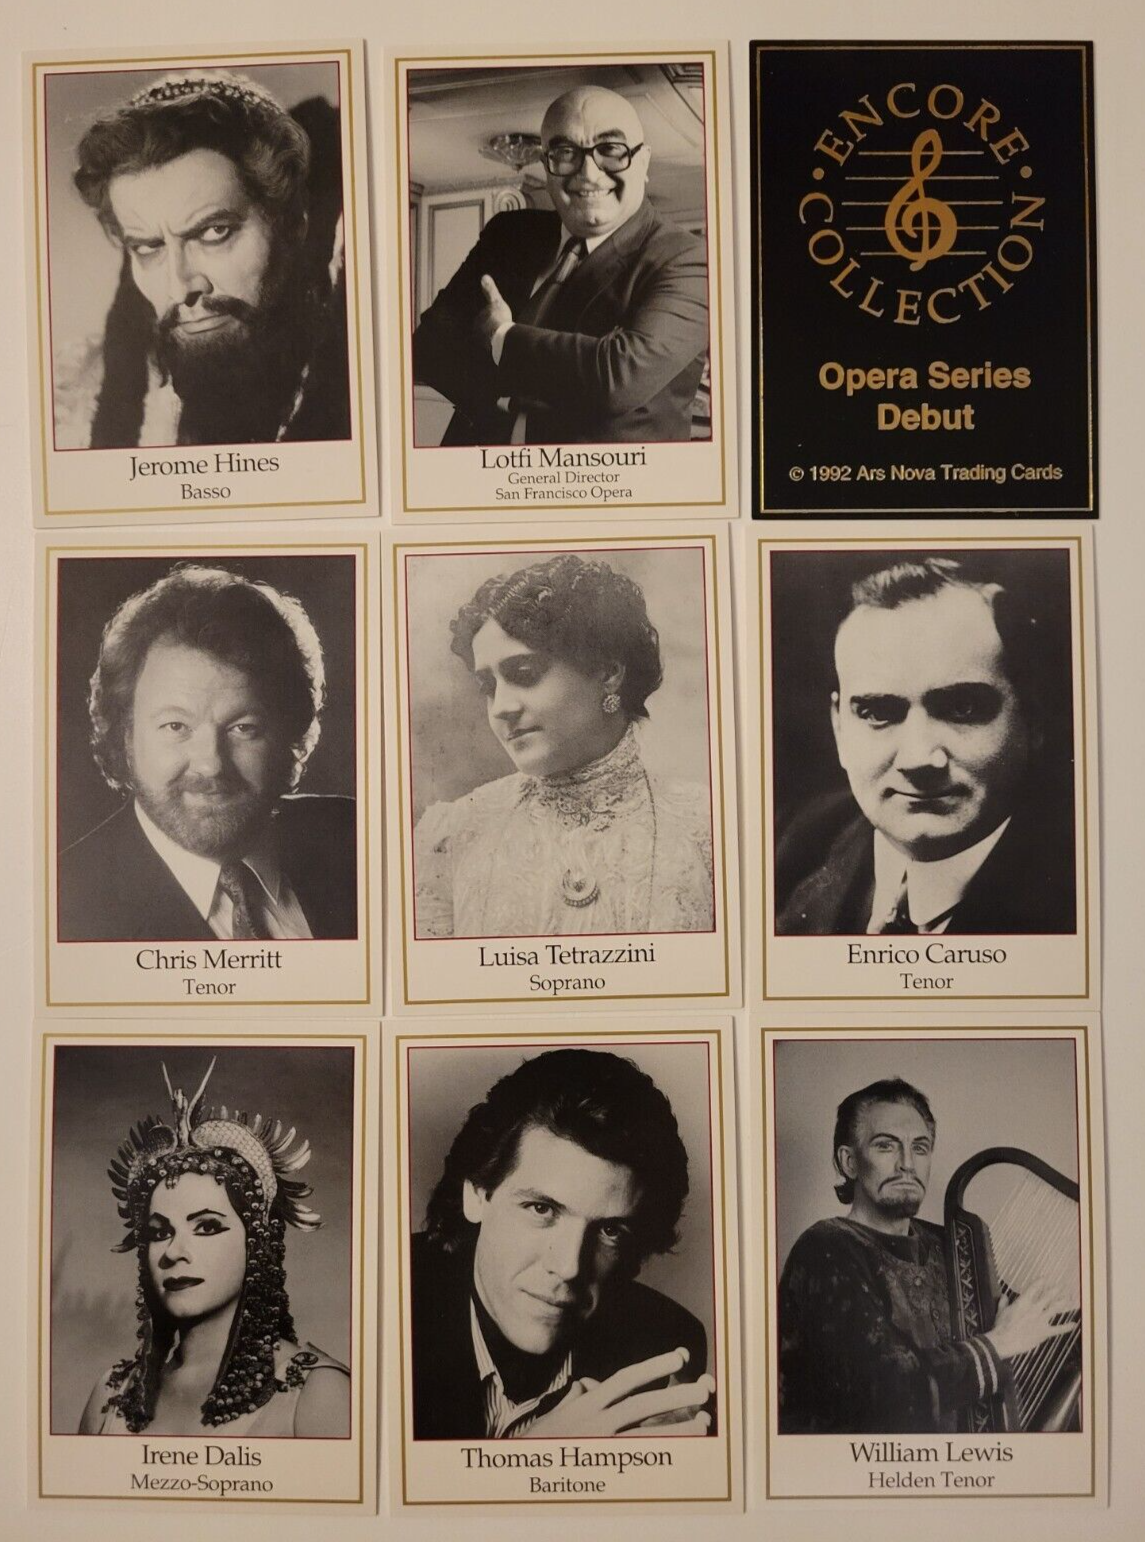 Jerome Hines
Basso
Lotfi Mansouri
General Director
San Francisco Opera
• ENCORE •
COLLECTION
Opera Series
Debut
© 1992 Ars Nova Trading Cards
Chris Merritt
Tenor
Luisa Tetrazzini
Soprano
Enrico Caruso
Tenor
Irene Dalis
Mezzo-Soprano
Thomas Hampson
Baritone
William Lewis
Helden Tenor